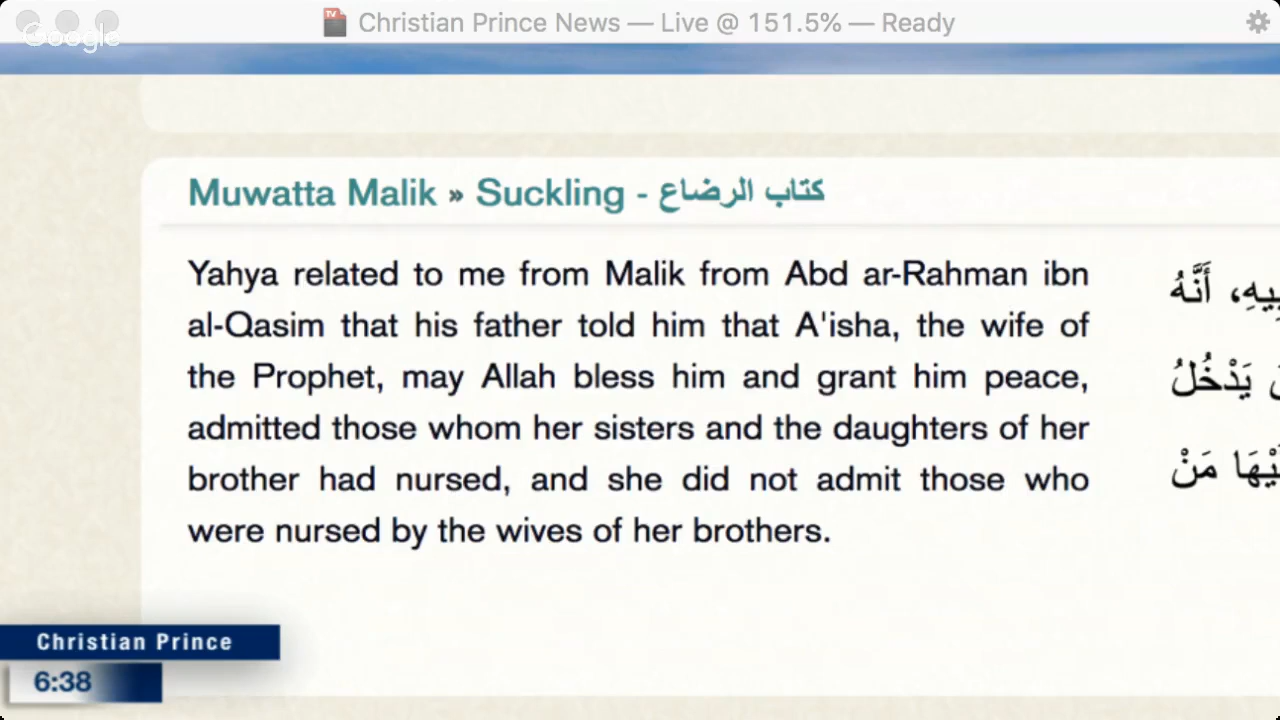 Christian Prince News — Live @ 151.5% — Ready
Google
Muwatta Malik » Suckling - كتاب الرضاع
Yahya related to me from Malik from Abd ar-Rahman ibn
al-Qasim that his father told him that A'isha, the wife of
the Prophet, may Allah bless him and grant him peace,
admitted those whom her sisters and the daughters of her
brother had nursed, and she did not admit those who
were nursed by the wives of her brothers.
أَنَّهُ
يَدْخُلُ
مَنْ
Christian Prince
6:38